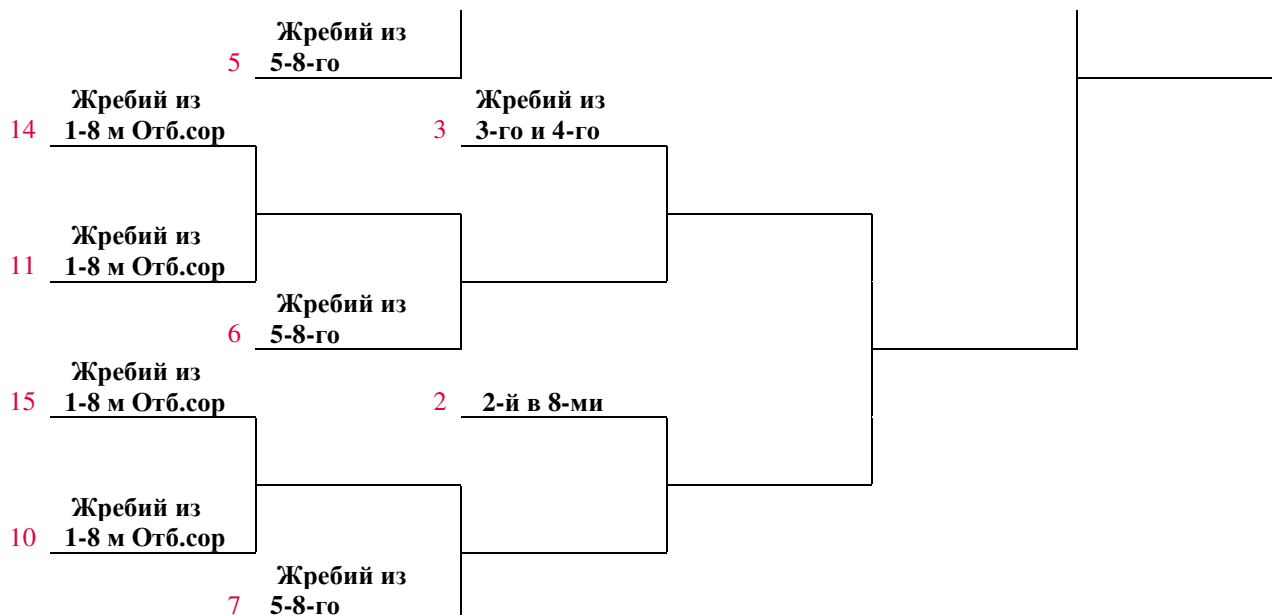 Жребий из
5 5-8-го
Жребий из
Жребий из
14 1-8 м Отб.сор
3 3-го и 4-го
Жребий из
11 1-8 м Отб.сор
Жребий из
6 5-8-го
Жребий из
15 1-8 м Отб.сор
2 2-й в 8-ми
Жребий из
10 1-8 м Отб.сор
Жребий из
7 5-8-го